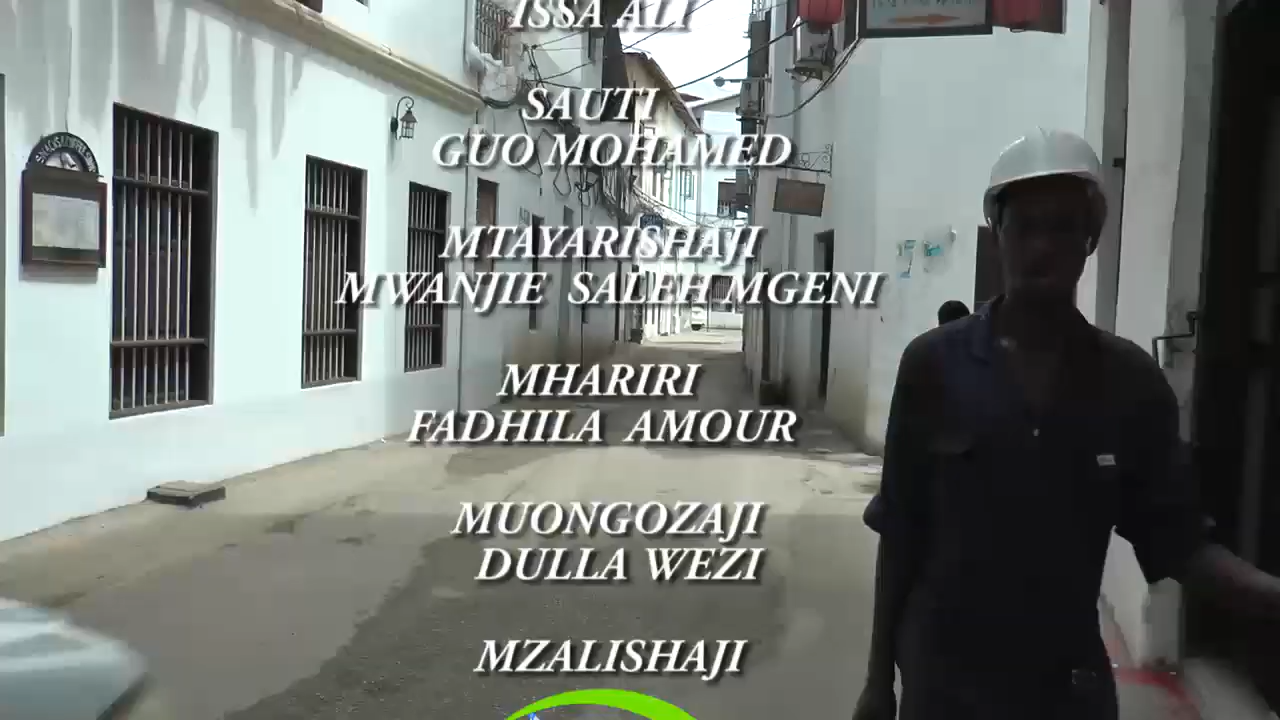 ISSA ALI
SAUTI
GUO MOHAMED
MTAYARISHAJI
MWANJIE SALEH MGENI
MHARIRI
FADHILA AMOUR
MUONGOZAJI
DULLA WEZI
MZALISHAJI